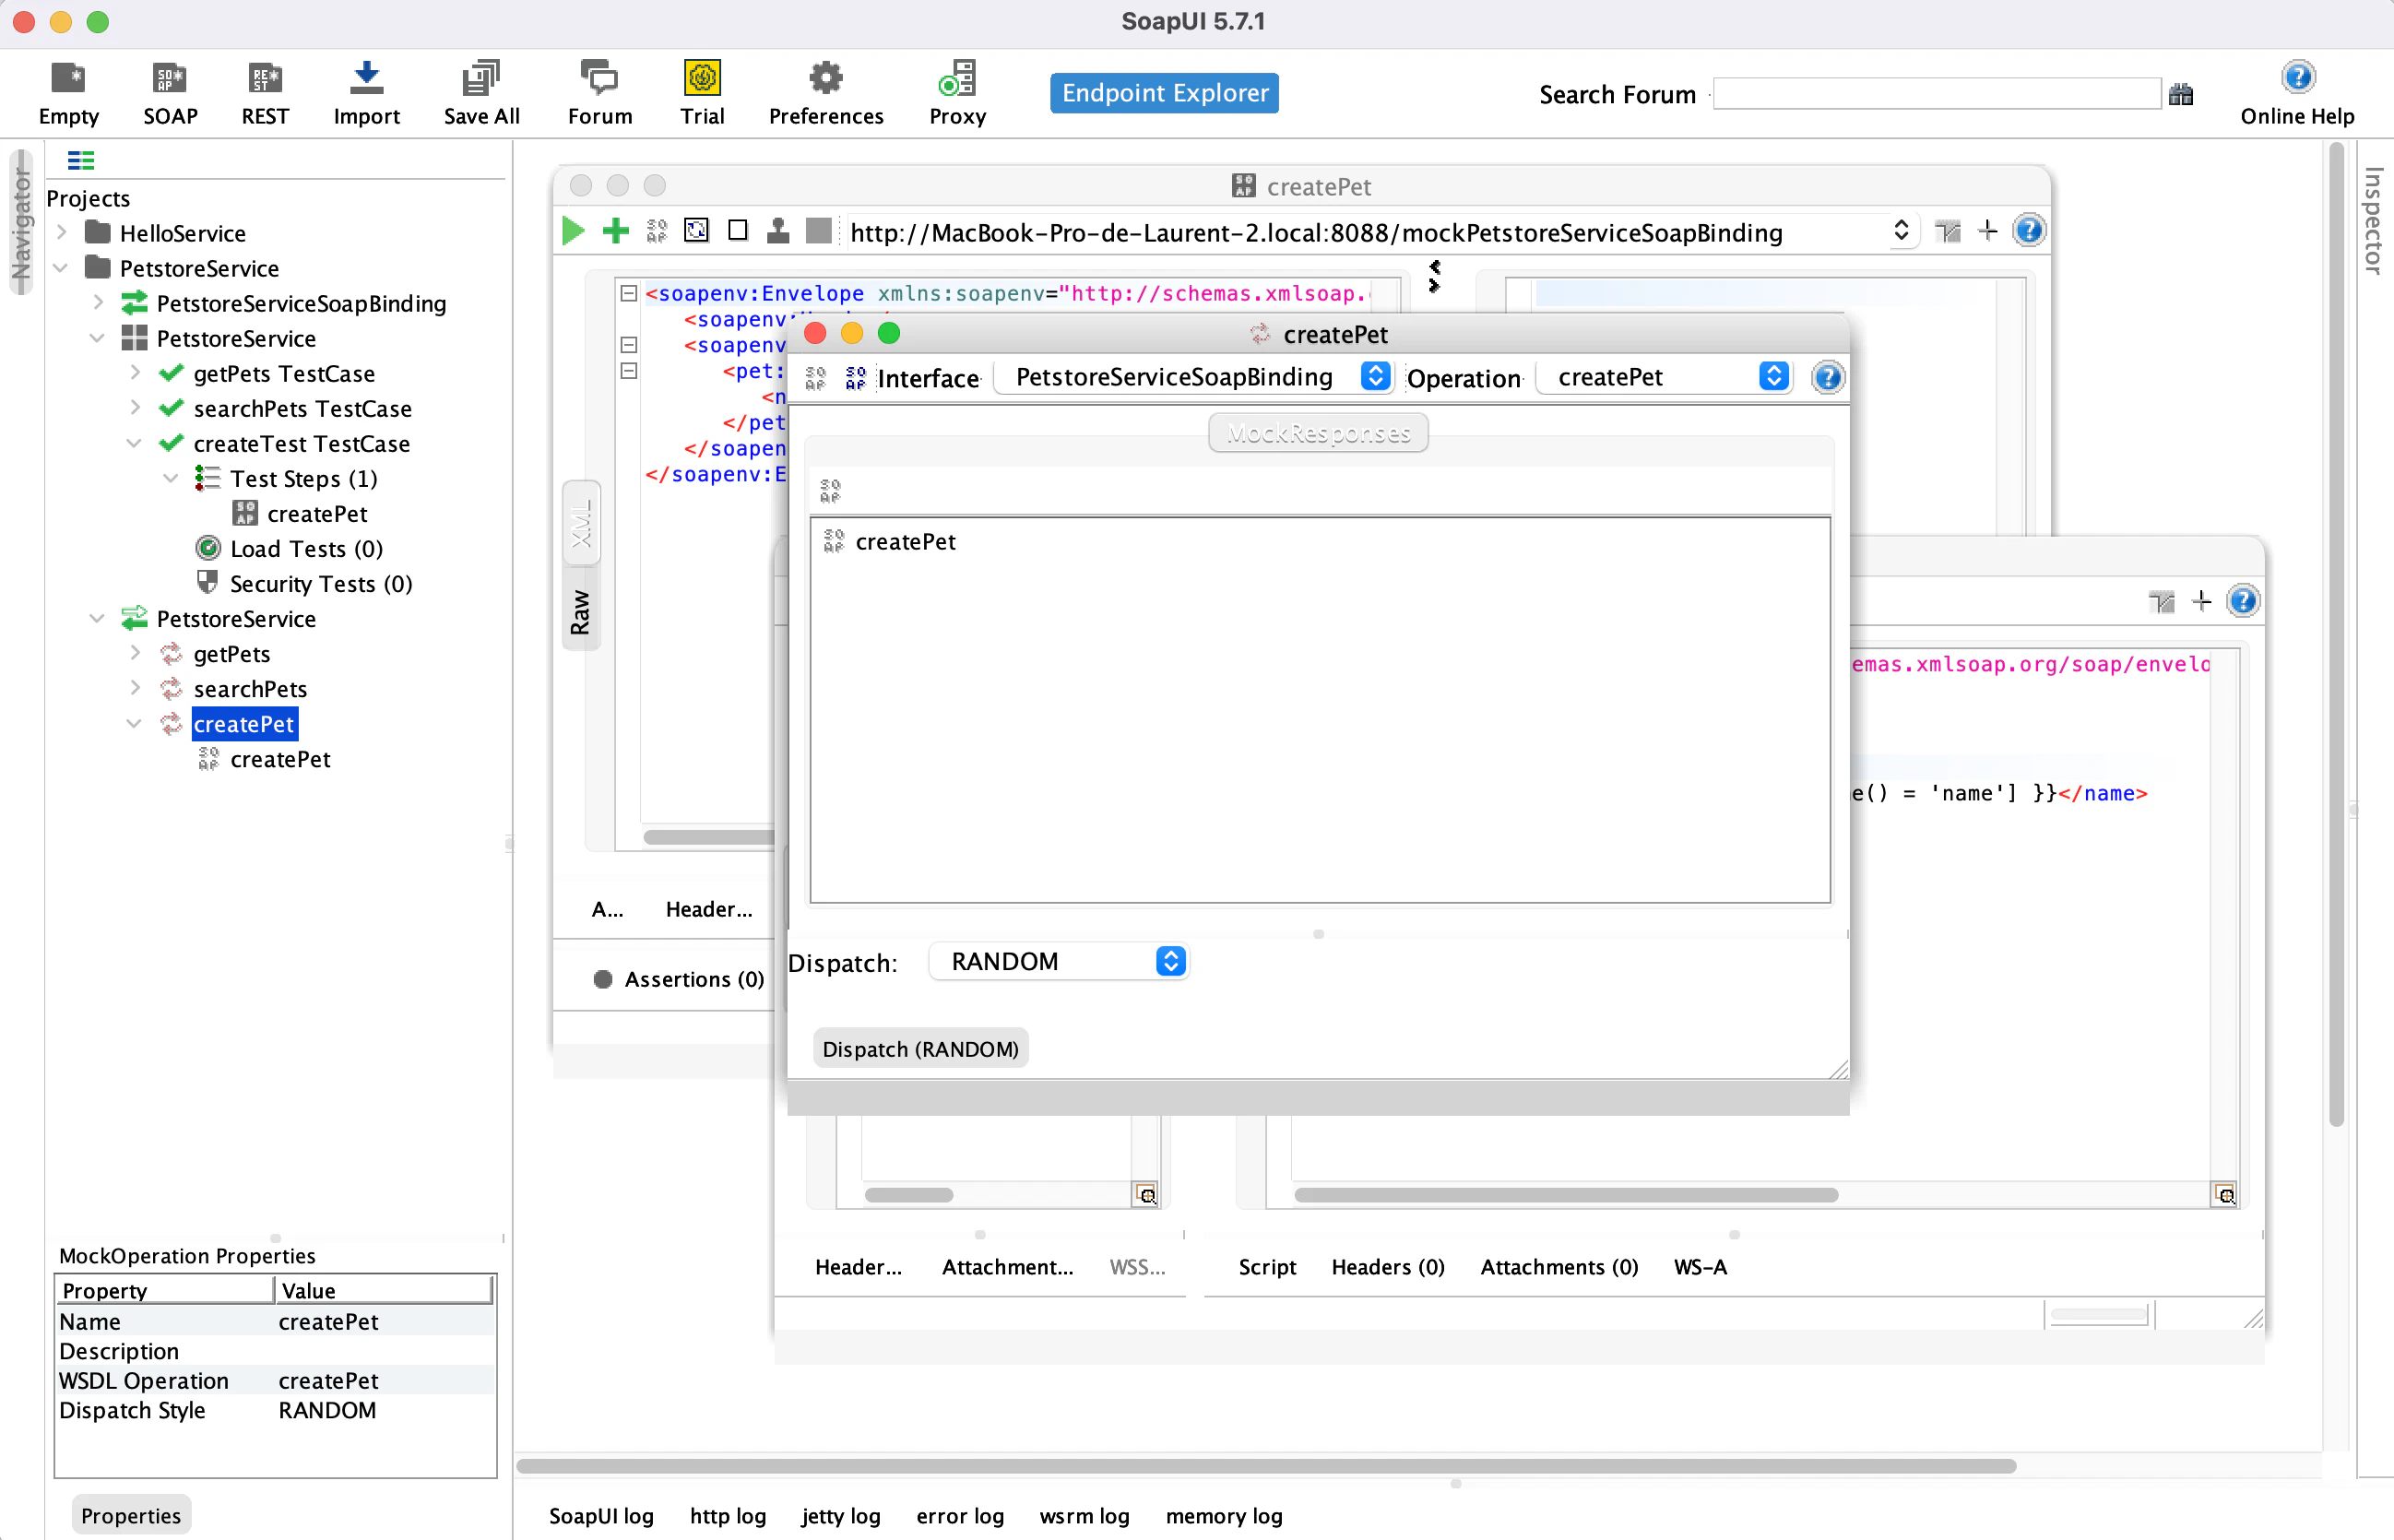 SoapUI 5.7.1
Empty
SOAP
REST
Import
Save All
Forum
Trial
Preferences
Proxy
Endpoint Explorer
Search Forum
Online Help
Navigator
Projects
HelloService
PetstoreService
PetstoreServiceSoapBinding
PetstoreService
getPets TestCase
searchPets TestCase
createTest TestCase
Test Steps (1)
createPet
Load Tests (0)
Security Tests (0)
PetstoreService
getPets
searchPets
createPet
createPet
MockOperation Properties
Property Value
Name createPet
Description
WSDL Operation createPet
Dispatch Style RANDOM
Properties
createPet
http://MacBook-Pro-de-Laurent-2.local:8088/mockPetstoreServiceSoapBinding
XML
Raw
<soapenv:Envelope xmlns:soapenv="http://schemas.xmlsoap.
<soapenv
<soapenv
<pet:
<n
</pet
</soapen
</soapenv:E
A...
Header...
Assertions (0)
createPet
Interface PetstoreServiceSoapBinding Operation createPet
MockResponses
createPet
Dispatch: RANDOM
Dispatch (RANDOM)
emas.xmlsoap.org/soap/envelo
e() = 'name'] }}</name>
Header...
Attachment...
WSS...
Script
Headers (0)
Attachments (0)
WS-A
Inspector
SoapUI log
http log
jetty log
error log
wsrm log
memory log